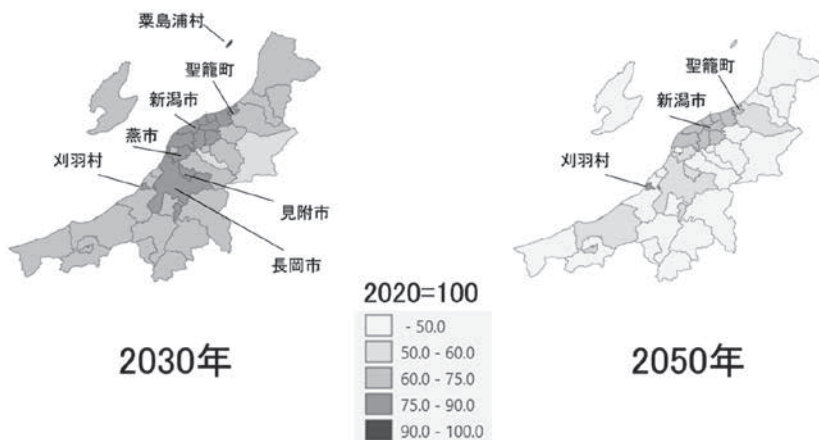 粟島浦村
聖籠町
新潟市
燕市
刈羽村
見附市
長岡市
2030年
2020=100
- 50.0
50.0 - 60.0
60.0 - 75.0
75.0 - 90.0
90.0 - 100.0
聖籠町
新潟市
刈羽村
2050年